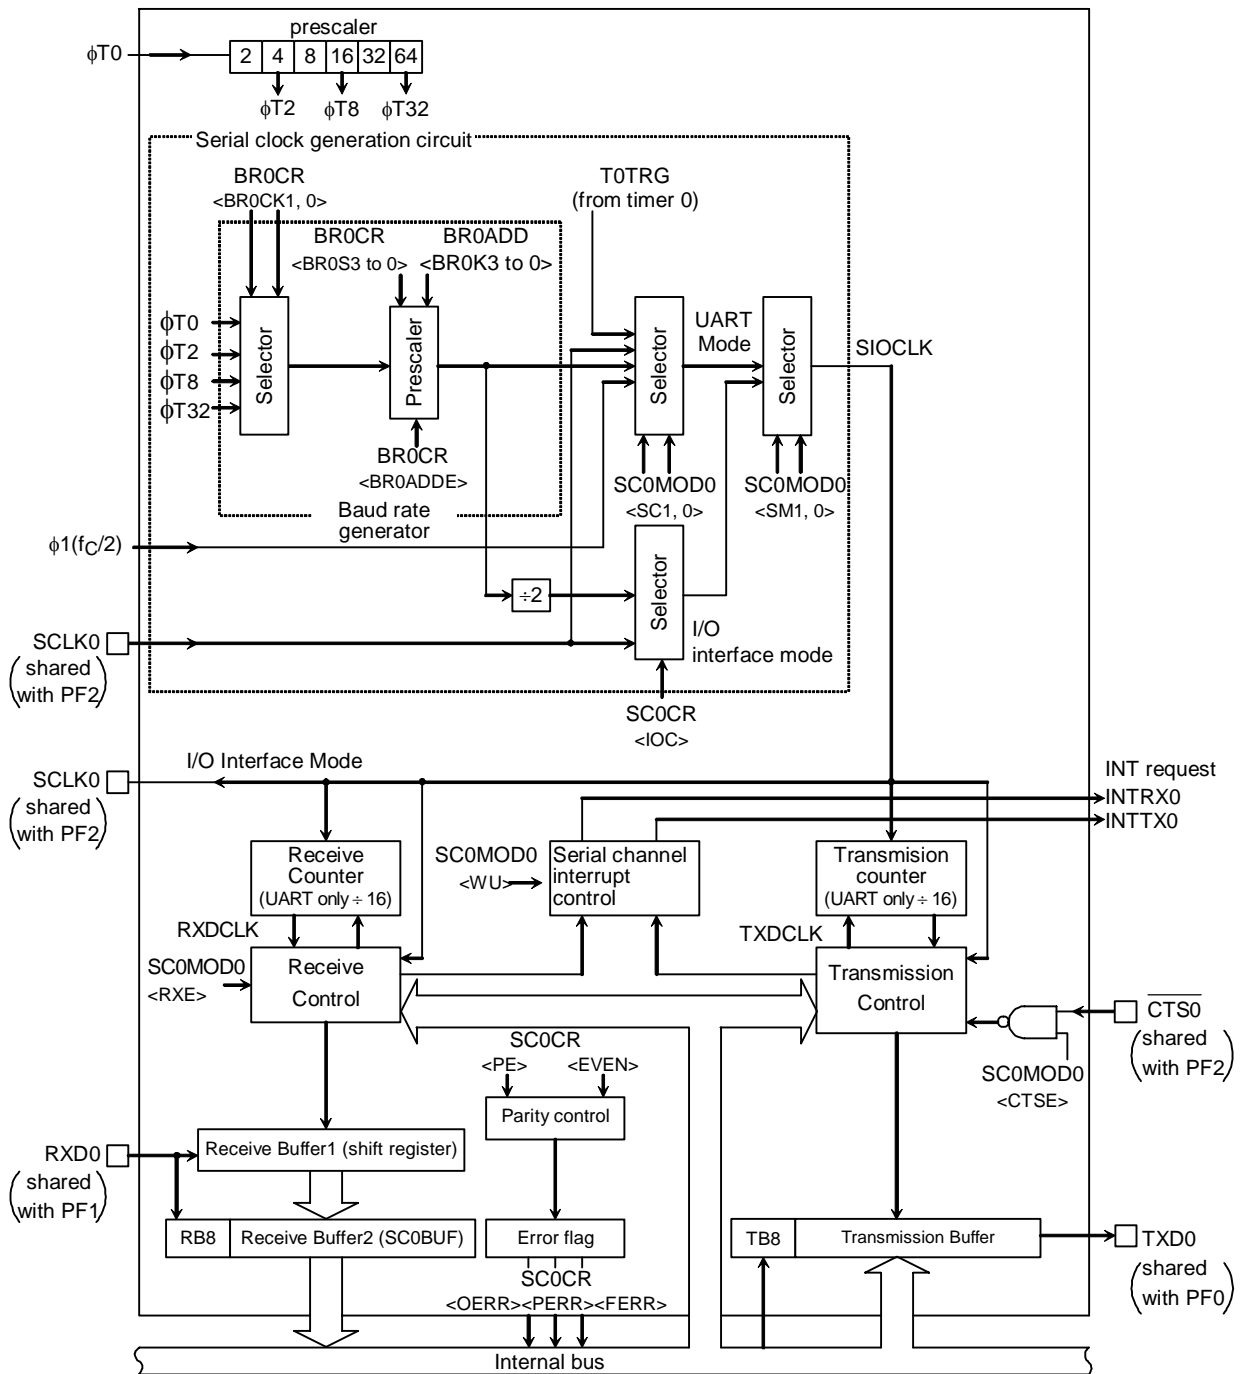 prescaler
ϕT0
2 4 8 16 32 64
ϕT2 ϕT8 ϕT32
Serial clock generation circuit
BR0CR
<BR0CK1, 0>
T0TRG
(from timer 0)
BR0CR
<BR0S3 to 0>
BR0ADD
<BR0K3 to 0>
ϕT0
ϕT2
ϕT8
ϕT32
Selector
Prescaler
Selector
UART
Mode
Selector
SIOCLK
BR0CR
<BR0ADDE>
SC0MOD0
<SC1, 0>
SC0MOD0
<SM1, 0>
Baud rate
generator
ϕ1(fC/2)
÷2
Selector
I/O
interface mode
SCLK0
(shared
with PF2)
SC0CR
<IOC>
I/O Interface Mode
SCLK0
(shared
with PF2)
INT request
INTRX0
INTTX0
Receive
Counter
(UART only ÷ 16)
SC0MOD0
<WU>
Serial channel
interrupt
control
Transmision
counter
(UART only ÷ 16)
RXDCLK
TXDCLK
SC0MOD0
<RXE>
Receive
Control
Transmission
Control
CTS0
(shared
with PF2)
SC0MOD0
<CTSE>
SC0CR
<PE> <EVEN>
Parity control
RXD0
(shared
with PF1)
Receive Buffer1 (shift register)
RB8 Receive Buffer2 (SC0BUF)
Error flag
TB8 Transmission Buffer
TXD0
(shared
with PF0)
SC0CR
<OERR><PERR><FERR>
Internal bus